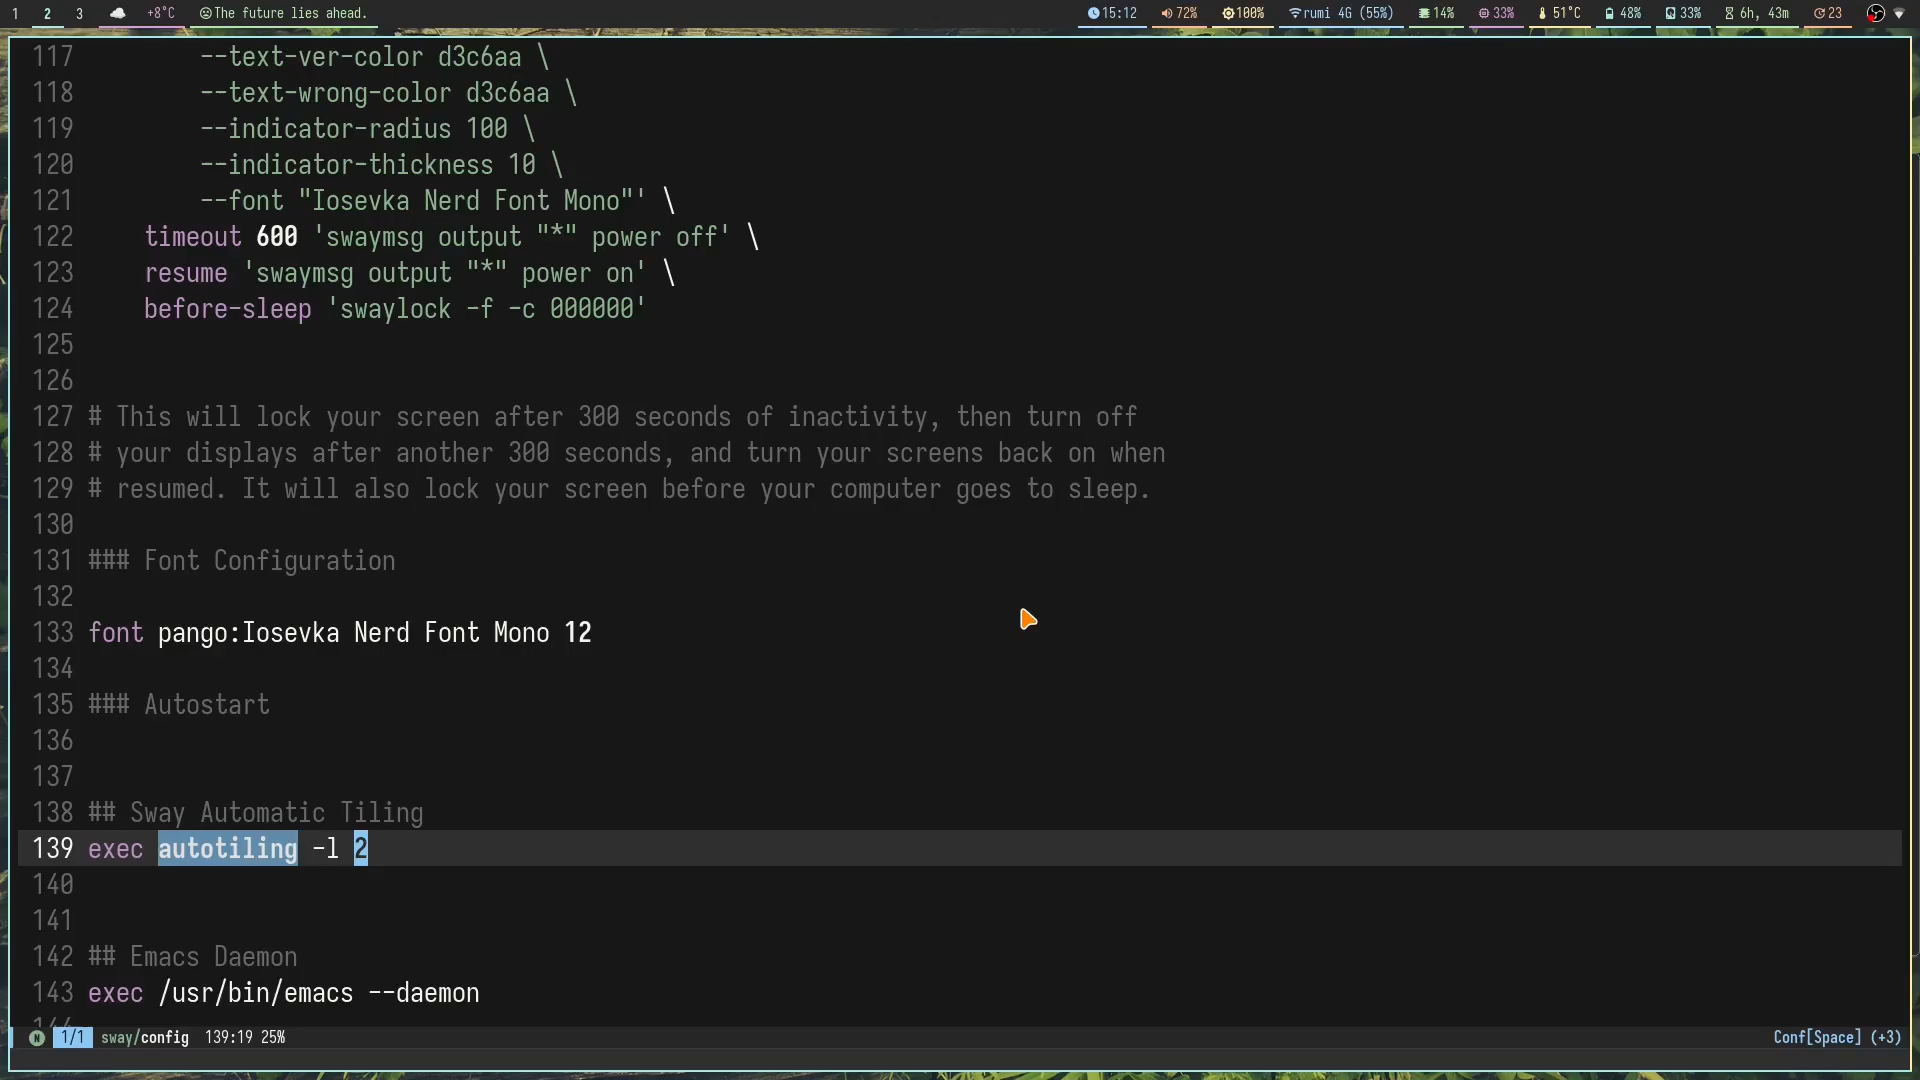 1 2 3 +8°C The future lies ahead. 15:12 72% 100% rumi 4G (55%) 14% 33% 51°C 48% 33% 6h, 43m 23
117 --text-ver-color d3c6aa \
118 --text-wrong-color d3c6aa \
119 --indicator-radius 100 \
120 --indicator-thickness 10 \
121 --font "Iosevka Nerd Font Mono"' \
122 timeout 600 'swaymsg output "*" power off' \
123 resume 'swaymsg output "*" power on' \
124 before-sleep 'swaylock -f -c 000000'
125
126
127 # This will lock your screen after 300 seconds of inactivity, then turn off
128 # your displays after another 300 seconds, and turn your screens back on when
129 # resumed. It will also lock your screen before your computer goes to sleep.
130
131 ### Font Configuration
132
133 font pango:Iosevka Nerd Font Mono 12
134
135 ### Autostart
136
137
138 ## Sway Automatic Tiling
139 exec autotiling -l 2
140
141
142 ## Emacs Daemon
143 exec /usr/bin/emacs --daemon
N 1/1 sway/config 139:19 25% Conf[Space] (+3)